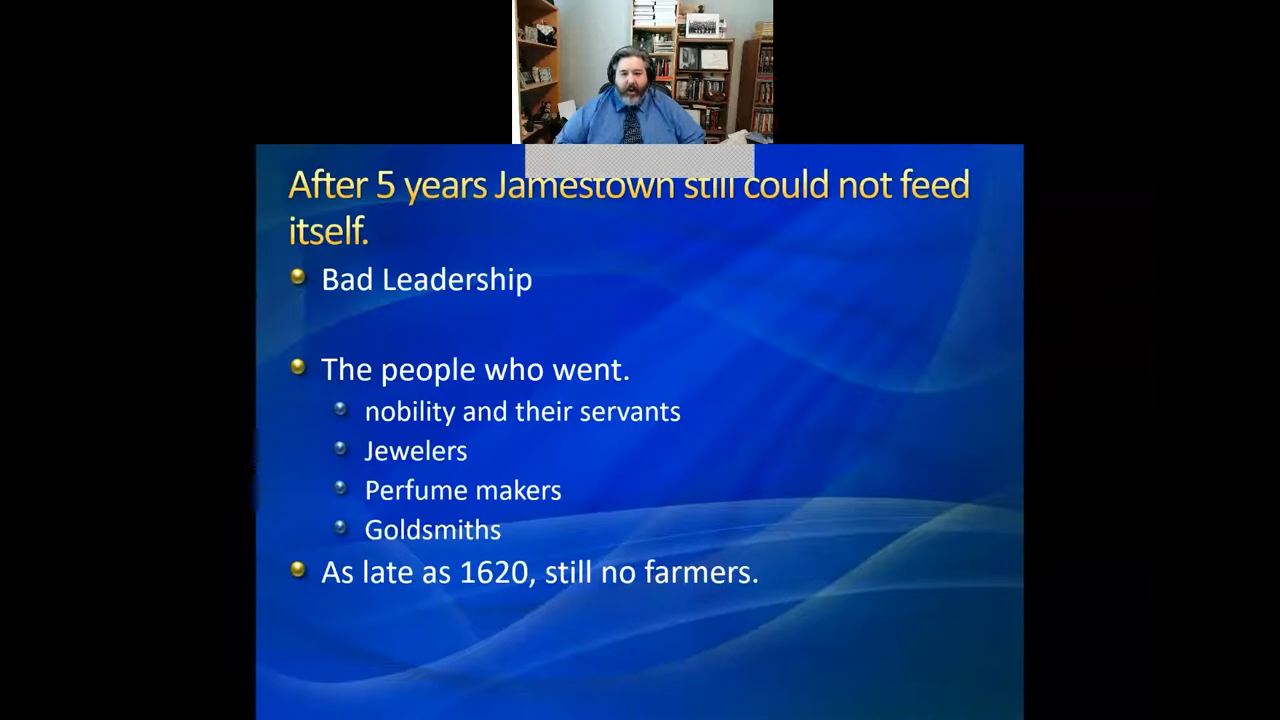 After 5 years Jamestown still could not feed
itself.
Bad Leadership
The people who went.
nobility and their servants
Jewelers
Perfume makers
Goldsmiths
As late as 1620, still no farmers.